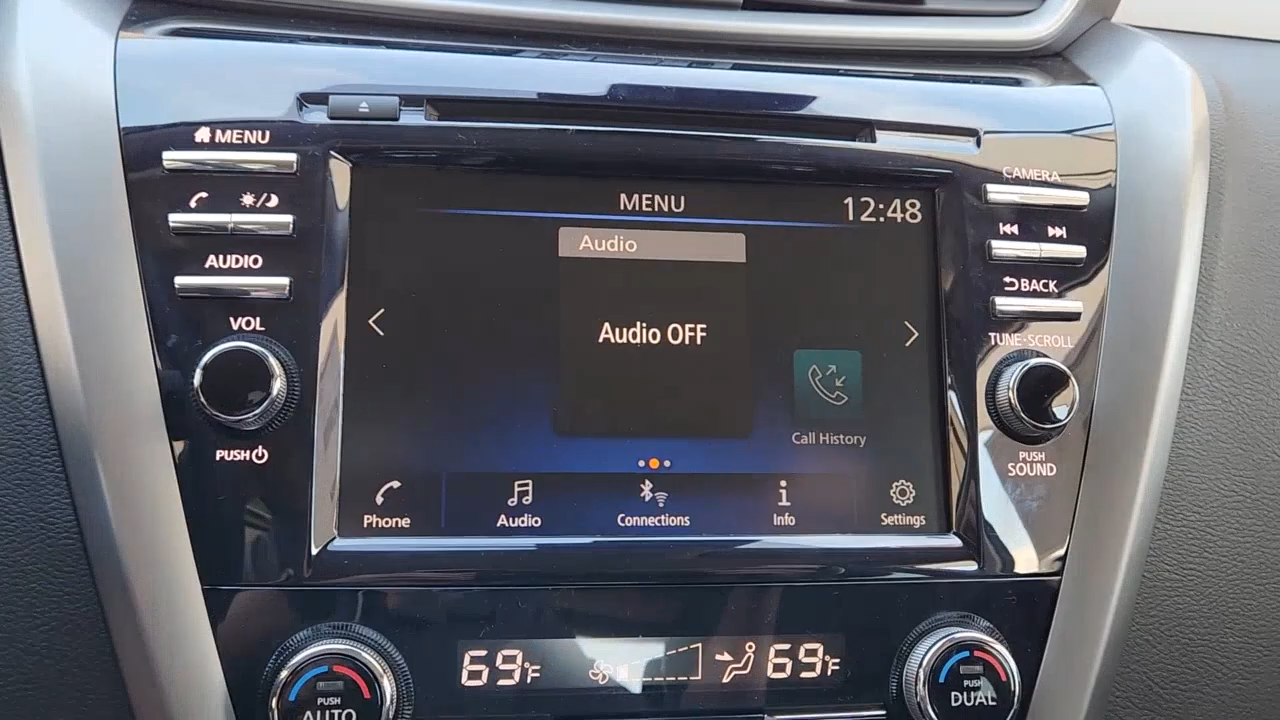 MENU
AUDIO
VOL
PUSH
MENU
12:48
Audio
Audio OFF
Call History
Phone
Audio
Connections
Info
Settings
CAMERA
BACK
TUNE·SCROLL
PUSH
SOUND
69°F
69°F
PUSH
AUTO
PUSH
DUAL